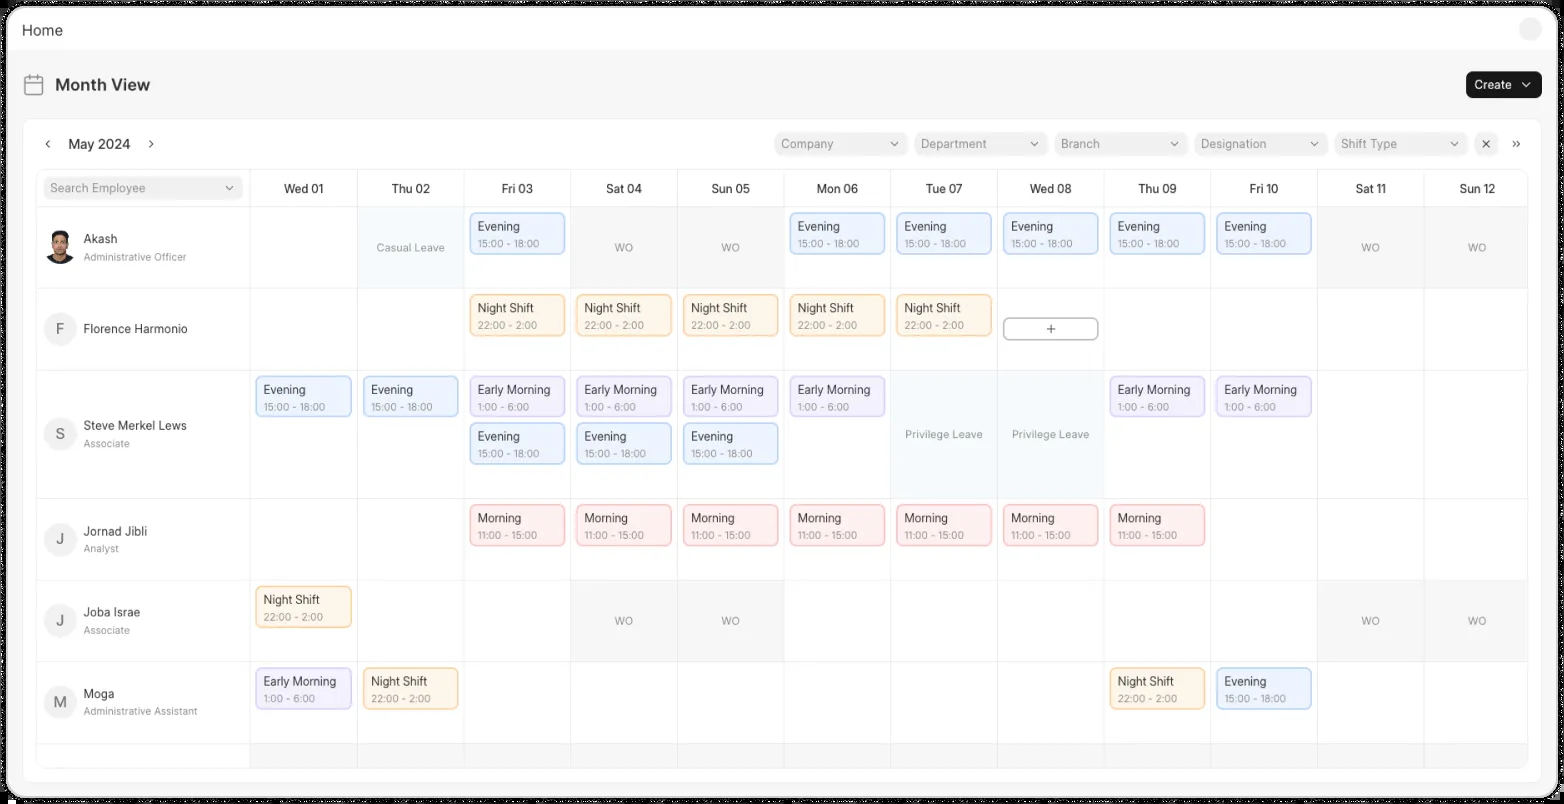 Home
Month View
Create
May 2024
Company Department Branch Designation Shift Type
Search Employee Wed 01 Thu 02 Fri 03 Sat 04 Sun 05 Mon 06 Tue 07 Wed 08 Thu 09 Fri 10 Sat 11 Sun 12
Akash
Administrative Officer
Casual Leave
Evening
15:00 - 18:00
WO
WO
Evening
15:00 - 18:00
Evening
15:00 - 18:00
Evening
15:00 - 18:00
Evening
15:00 - 18:00
Evening
15:00 - 18:00
WO
WO
F
Florence Harmonio
Night Shift
22:00 - 2:00
Night Shift
22:00 - 2:00
Night Shift
22:00 - 2:00
Night Shift
22:00 - 2:00
Night Shift
22:00 - 2:00
+
S
Steve Merkel Lews
Associate
Evening
15:00 - 18:00
Evening
15:00 - 18:00
Early Morning
1:00 - 6:00
Evening
15:00 - 18:00
Early Morning
1:00 - 6:00
Evening
15:00 - 18:00
Early Morning
1:00 - 6:00
Evening
15:00 - 18:00
Early Morning
1:00 - 6:00
Privilege Leave
Privilege Leave
Early Morning
1:00 - 6:00
Early Morning
1:00 - 6:00
J
Jornad Jibli
Analyst
Morning
11:00 - 15:00
Morning
11:00 - 15:00
Morning
11:00 - 15:00
Morning
11:00 - 15:00
Morning
11:00 - 15:00
Morning
11:00 - 15:00
Morning
11:00 - 15:00
J
Joba Israe
Associate
Night Shift
22:00 - 2:00
WO
WO
WO
WO
M
Moga
Administrative Assistant
Early Morning
1:00 - 6:00
Night Shift
22:00 - 2:00
Night Shift
22:00 - 2:00
Evening
15:00 - 18:00